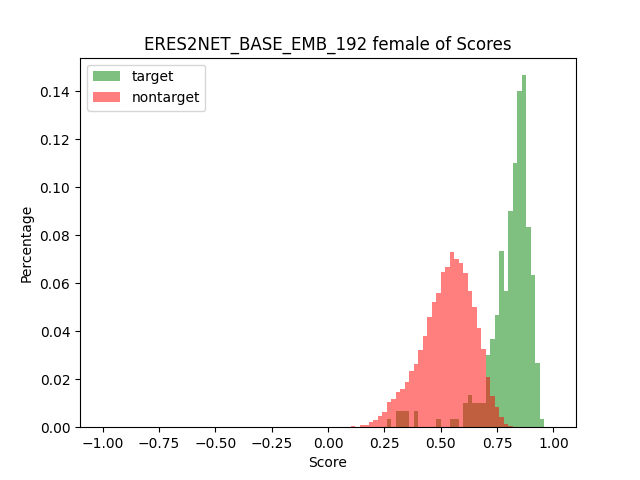 ERES2NET_BASE_EMB_192 female of Scores
target
nontarget
Percentage
0.14
0.12
0.10
0.08
0.06
0.04
0.02
0.00
−1.00 −0.75 −0.50 −0.25 0.00 0.25 0.50 0.75 1.00
Score